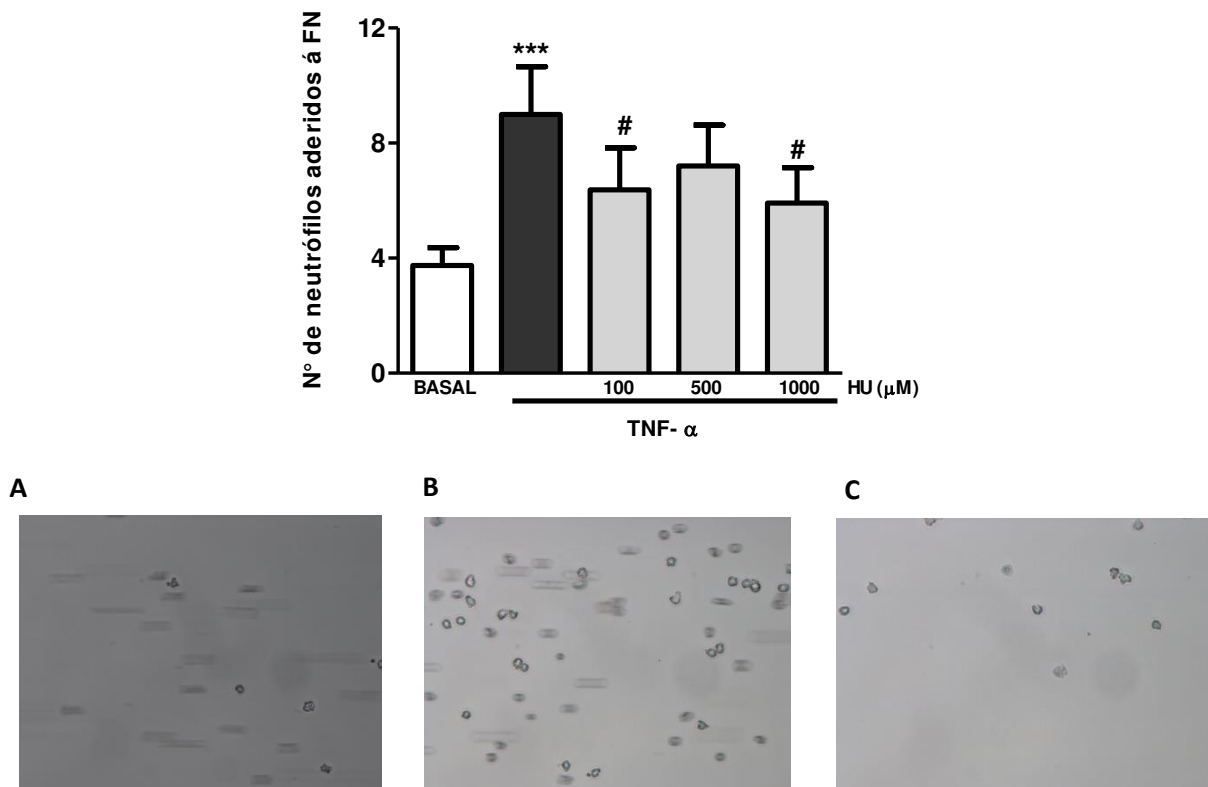 N° de neutrófilos aderidos á FN
12
8
4
0
***
#
#
BASAL 100 500 1000 HU (μM)
TNF- α
A B C